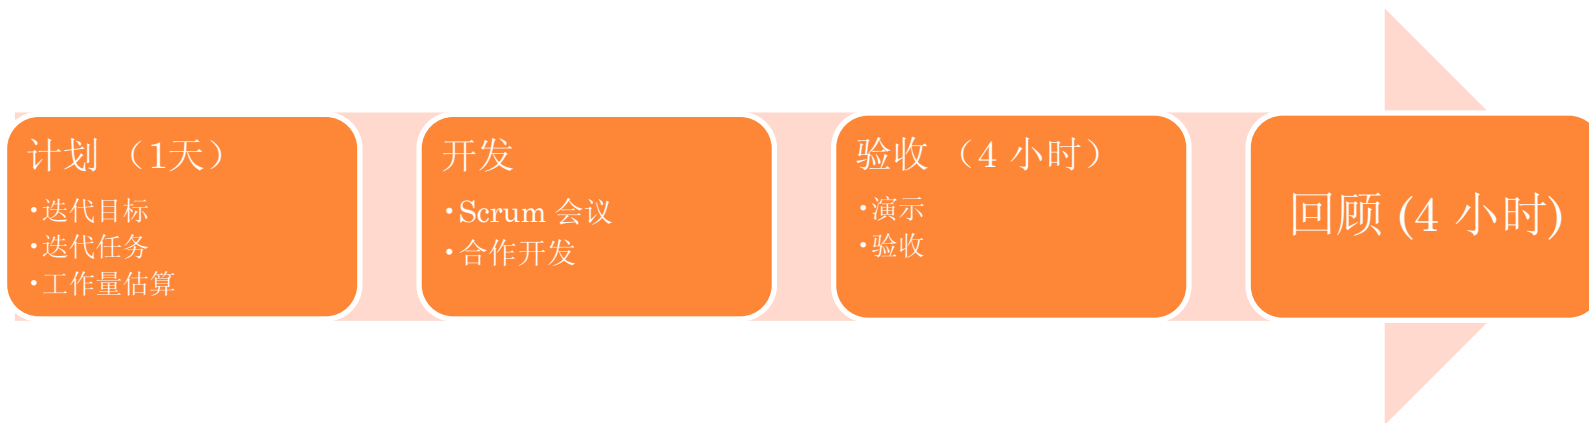 计划 （1天）
•迭代目标
•迭代任务
•工作量估算
开发
•Scrum 会议
•合作开发
验收 （4 小时）
•演示
•验收
回顾 (4 小时)